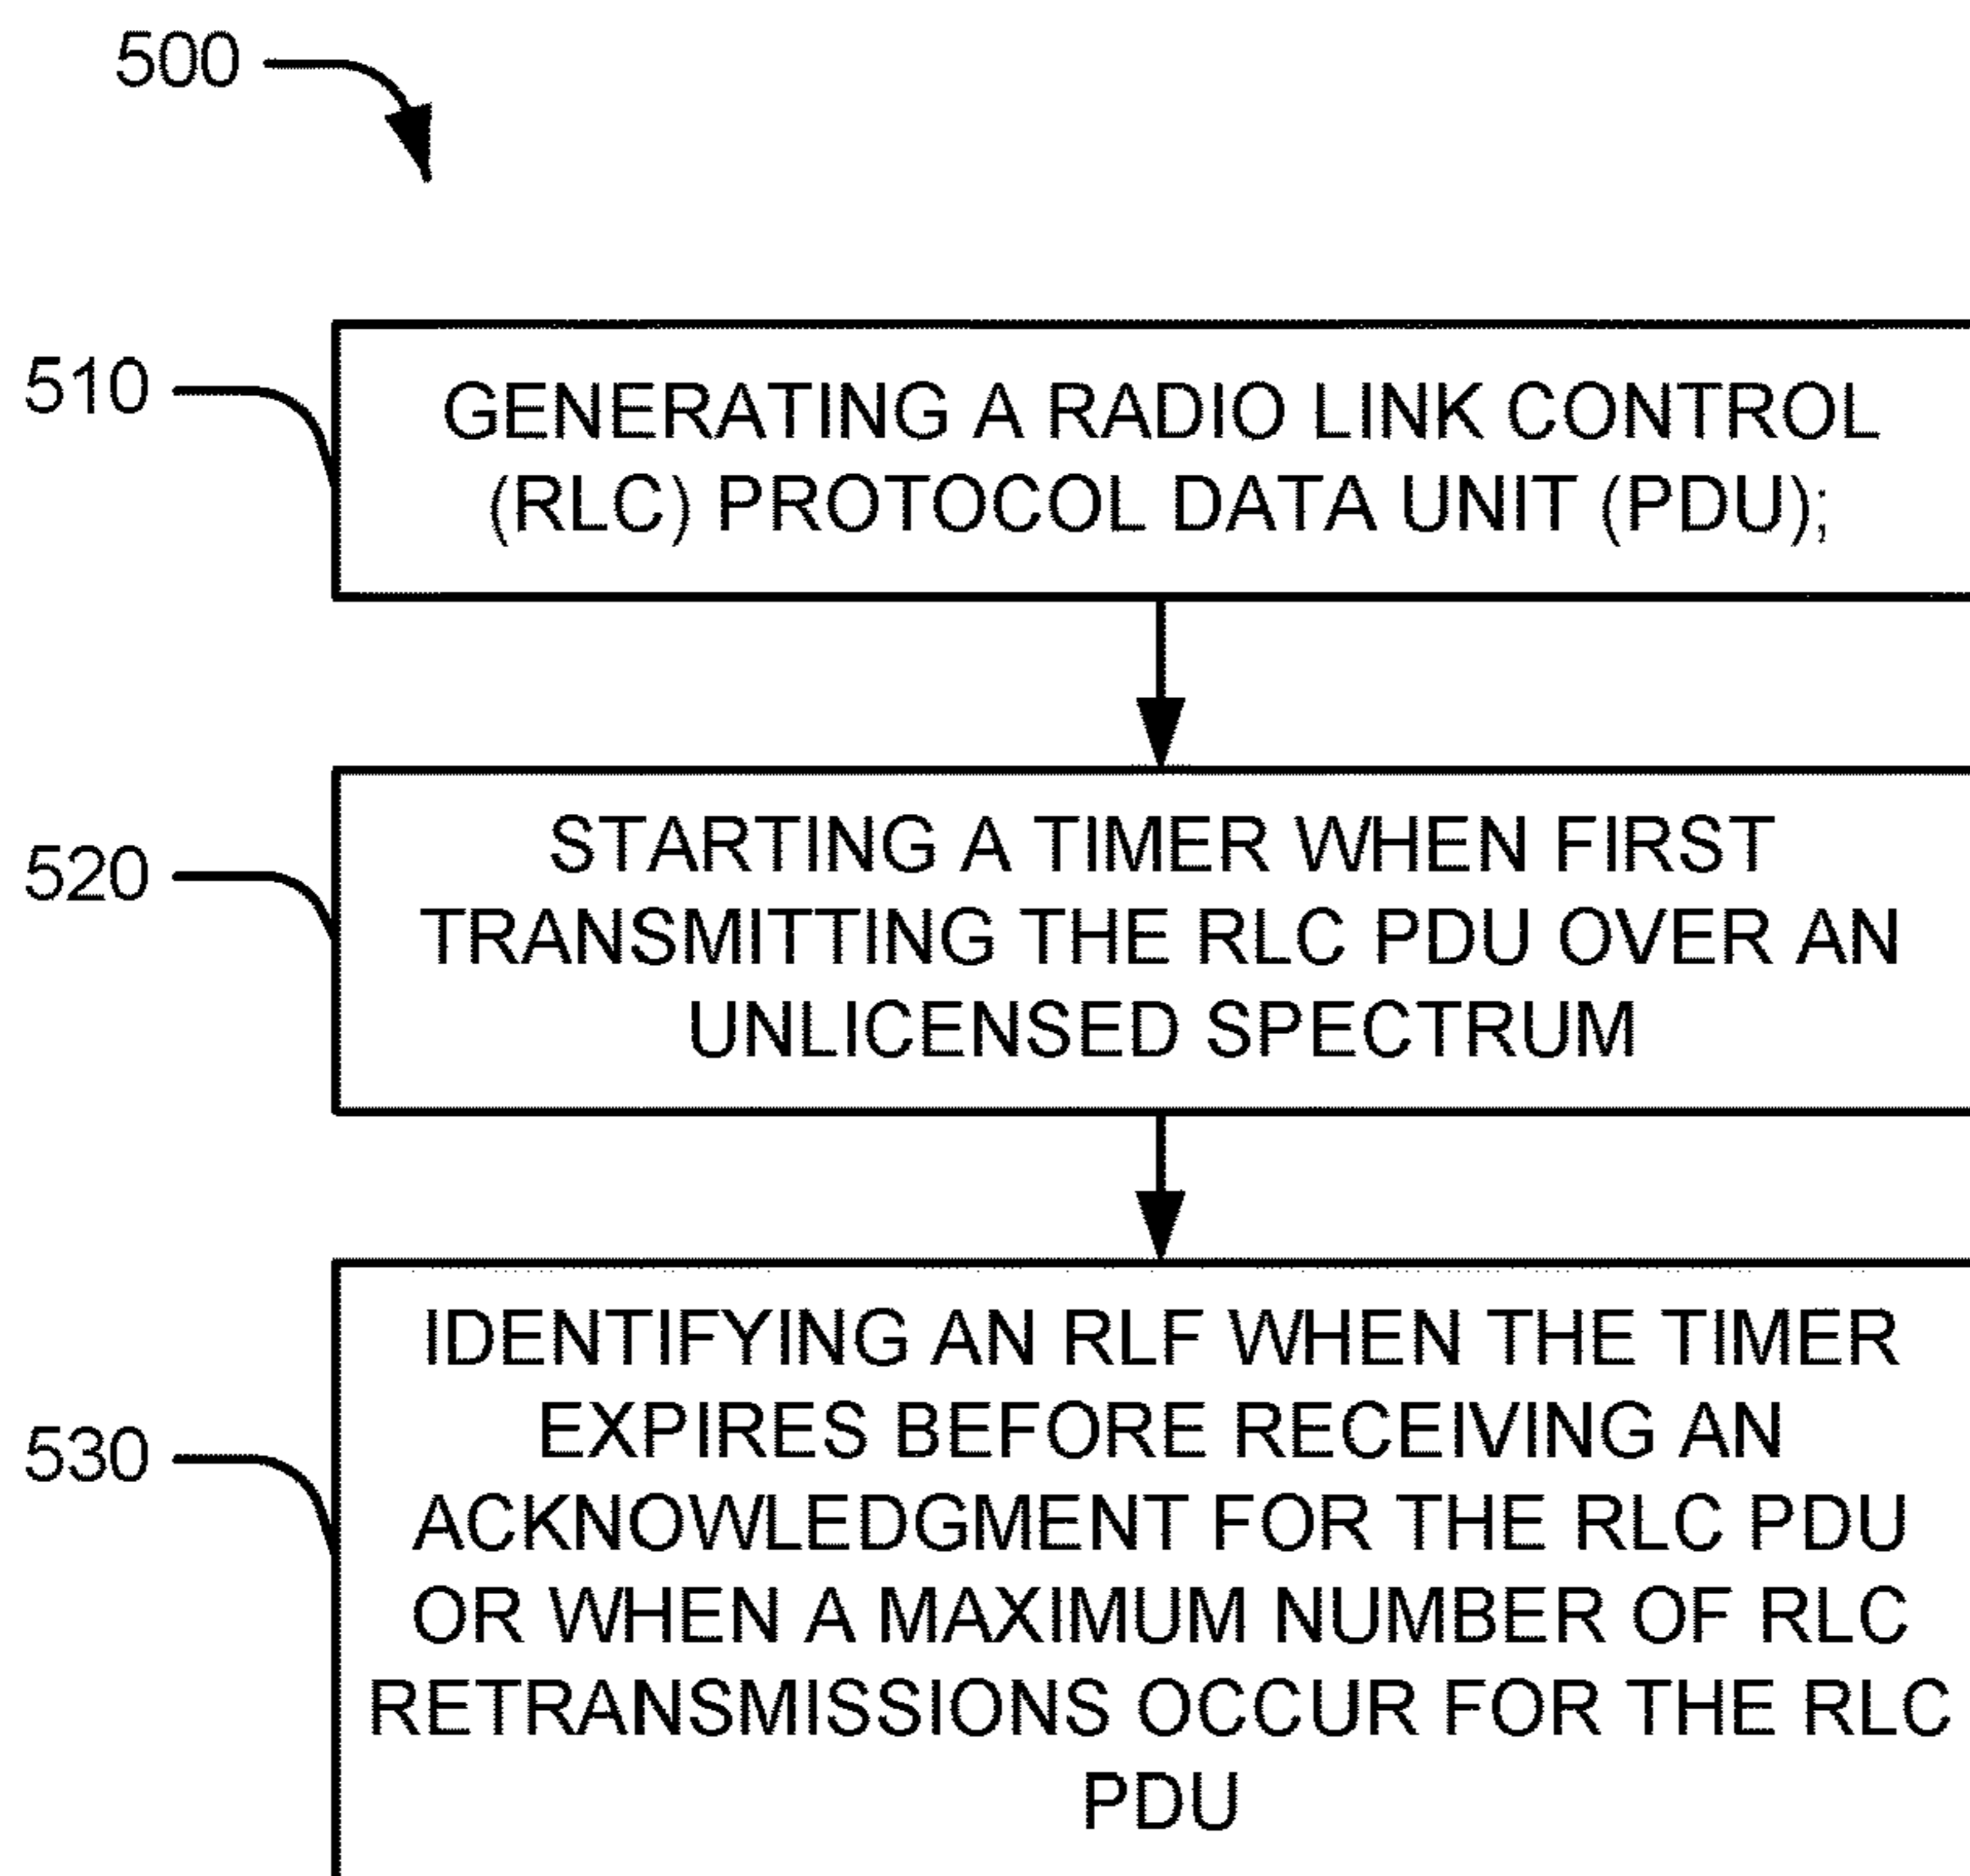 500
510
GENERATING A RADIO LINK CONTROL
(RLC) PROTOCOL DATA UNIT (PDU);
520
STARTING A TIMER WHEN FIRST
TRANSMITTING THE RLC PDU OVER AN
UNLICENSED SPECTRUM
530
IDENTIFYING AN RLF WHEN THE TIMER
EXPIRES BEFORE RECEIVING AN
ACKNOWLEDGMENT FOR THE RLC PDU
OR WHEN A MAXIMUM NUMBER OF RLC
RETRANSMISSIONS OCCUR FOR THE RLC
PDU